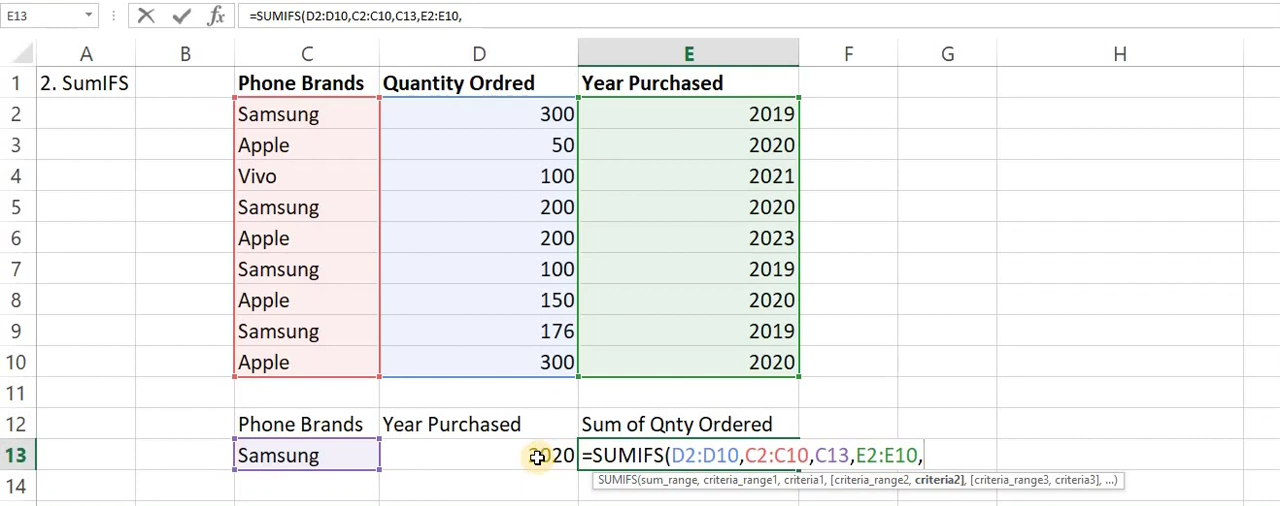 E13 fx =SUMIFS(D2:D10,C2:C10,C13,E2:E10,
A B C D E F G H
1 2. SumIFS Phone Brands Quantity Ordred Year Purchased
2 Samsung 300 2019
3 Apple 50 2020
4 Vivo 100 2021
5 Samsung 200 2020
6 Apple 200 2023
7 Samsung 100 2019
8 Apple 150 2020
9 Samsung 176 2019
10 Apple 300 2020
11
12 Phone Brands Year Purchased Sum of Qnty Ordered
13 Samsung 2020 =SUMIFS(D2:D10,C2:C10,C13,E2:E10,
SUMIFS(sum_range, criteria_range1, criteria1, [criteria_range2, criteria2], [criteria_range3, criteria3], ...)
14